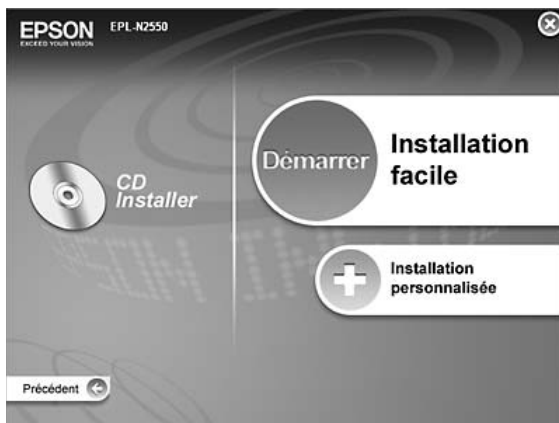 EPSON
EXCEED YOUR VISION
EPL-N2550
CD
Installer
Démarrer
Installation
facile
Installation
personnalisée
Précédent